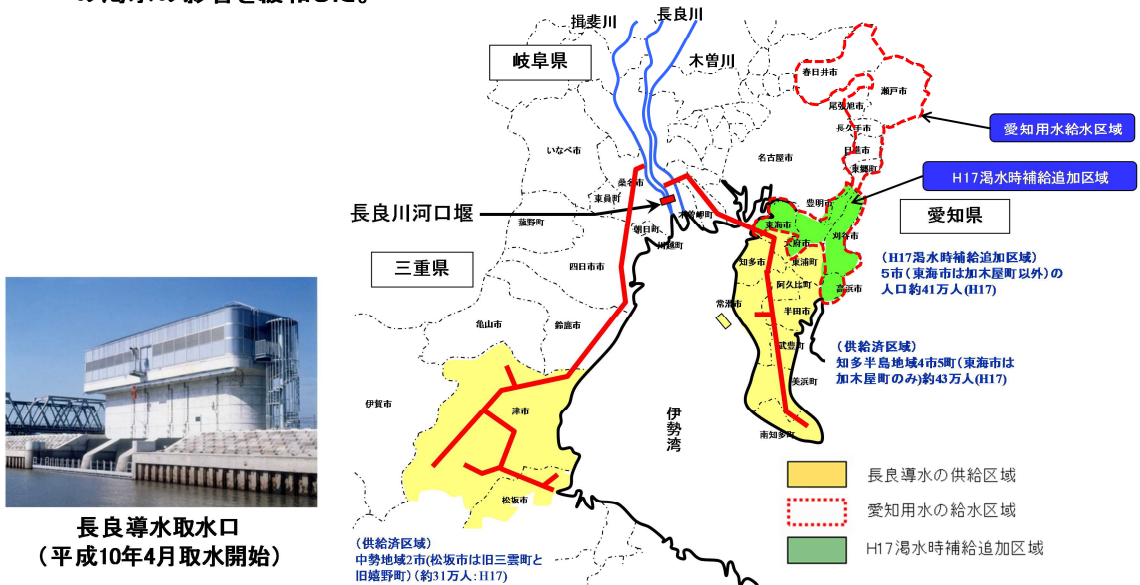 の渇水の影響を緩和した。
揖斐川
長良川
木曽川
岐阜県
春日井市
瀬戸市
尾張旭市
長久手市
日進市
東郷町
愛知用水給水区域
いなべ市
名古屋市
桑名市
東員町
H17渇水時補給追加区域
長良川河口堰
木曽岬町
豊明市
愛知県
菰野町
朝日町
川越町
東海市
刈谷市
大府市
三重県
四日市市
知多市
東浦町
(H17渇水時補給追加区域)
5市(東海市は加木屋町以外)の
人口約41万人(H17)
阿久比町
高浜市
常滑市
半田市
亀山市
鈴鹿市
武豊町
(供給済区域)
知多半島地域4市5町(東海市は
加木屋町のみ)約43万人(H17)
美浜町
伊賀市
津市
伊勢湾
南知多町
長良導水の供給区域
松坂市
愛知用水の給水区域
長良導水取水口
(平成10年4月取水開始)
H17渇水時補給追加区域
(供給済区域)
中勢地域2市(松坂市は旧三雲町と
旧嬉野町)(約31万人:H17)